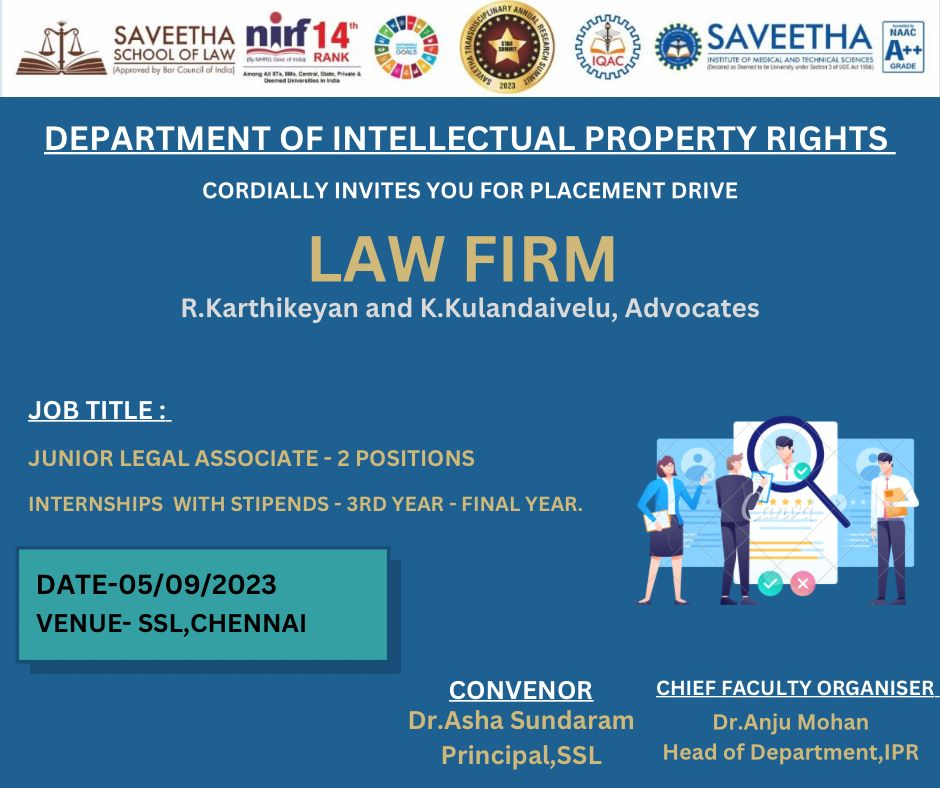 SAVEETHA
SCHOOL OF LAW
(Approved by Bar Council of India)
nirf 14th
RANK
(By MHRD, Govt. of India)
Among All IITs, IIMs, Central, State, Private &
Deemed Universities in India
SUSTAINABLE
DEVELOPMENT
GOALS
SAVEETHA TRANSDISCIPLINARY ANNUAL RESEARCH SUMMIT
STAR
SUMMIT
2023
IQAC
SAVEETHA
INSTITUTE OF MEDICAL AND TECHNICAL SCIENCES
(Declared as Deemed to be University under Section 3 of UGC Act 1956)
Accredited by
NAAC
A++
GRADE
DEPARTMENT OF INTELLECTUAL PROPERTY RIGHTS
CORDIALLY INVITES YOU FOR PLACEMENT DRIVE
LAW FIRM
R.Karthikeyan and K.Kulandaivelu, Advocates
JOB TITLE :
JUNIOR LEGAL ASSOCIATE - 2 POSITIONS
INTERNSHIPS WITH STIPENDS - 3RD YEAR - FINAL YEAR.
Canva
DATE-05/09/2023
VENUE- SSL,CHENNAI
CONVENOR
Dr.Asha Sundaram
Principal,SSL
CHIEF FACULTY ORGANISER
Dr.Anju Mohan
Head of Department,IPR